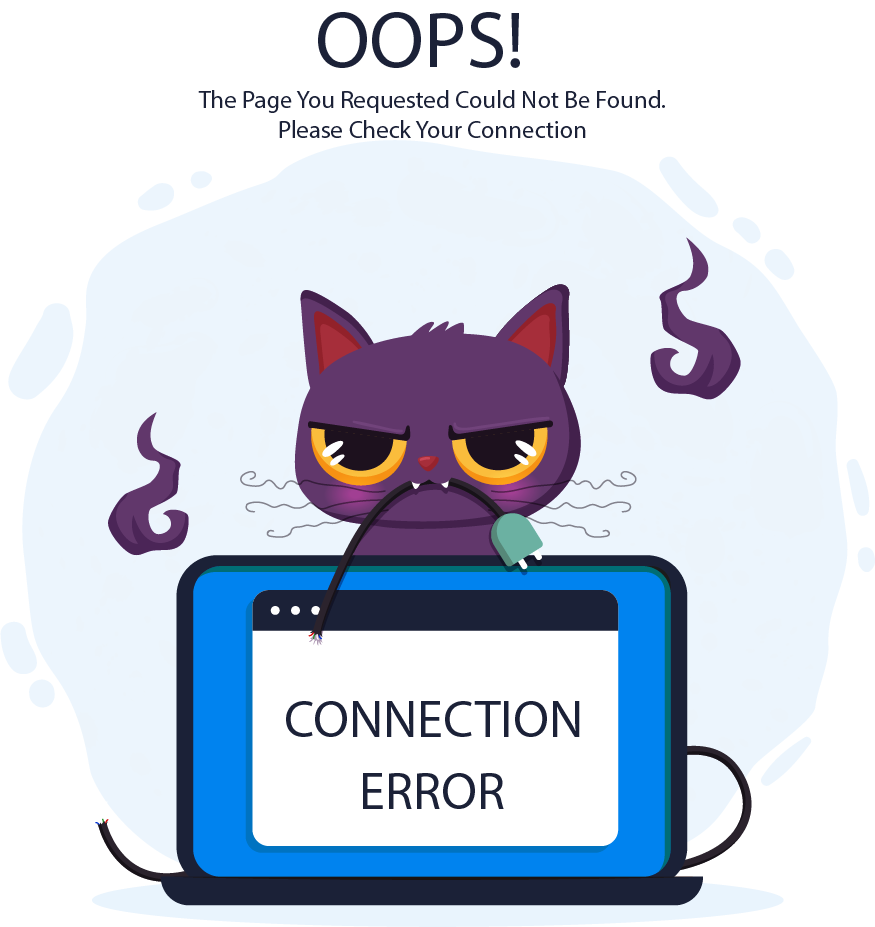 OOPS!
The Page You Requested Could Not Be Found.
Please Check Your Connection
CONNECTION
ERROR